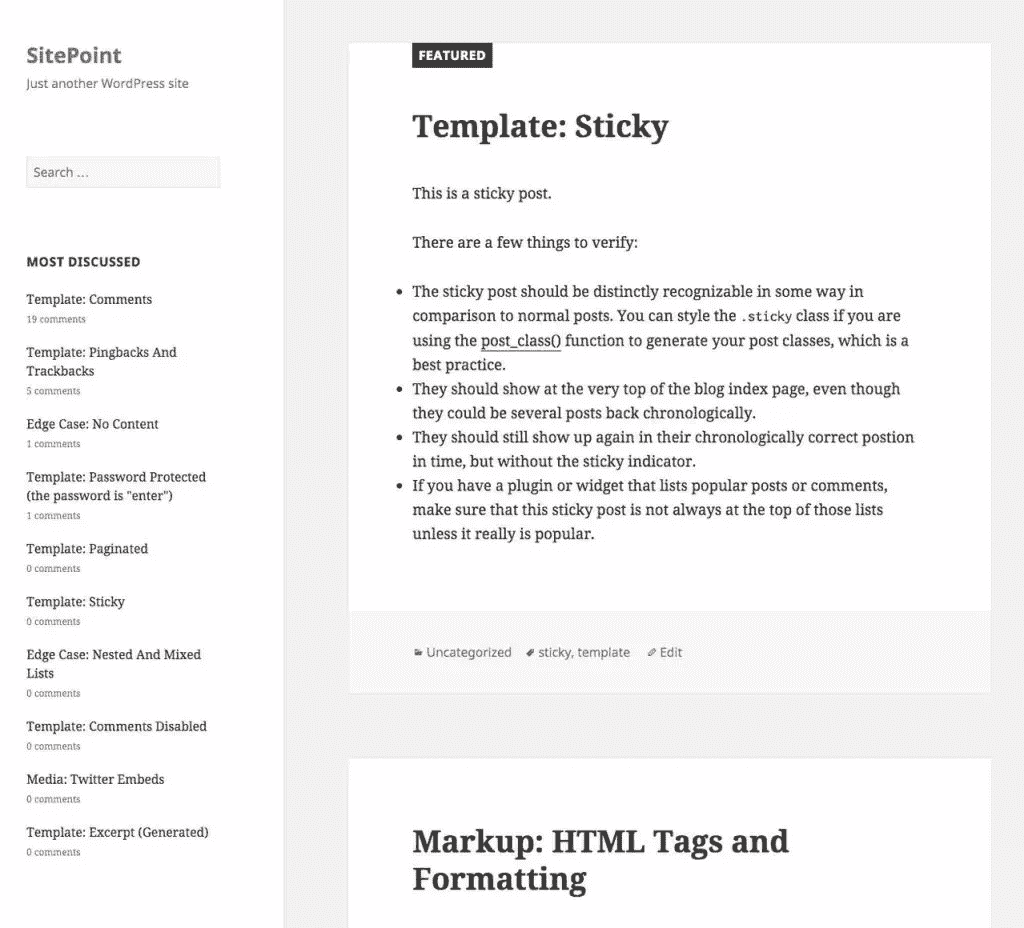 SitePoint
Just another WordPress site
Search ...
MOST DISCUSSED
Template: Comments
19 comments
Template: Pingbacks And
Trackbacks
5 comments
Edge Case: No Content
1 comments
Template: Password Protected
(the password is "enter")
1 comments
Template: Paginated
0 comments
Template: Sticky
0 comments
Edge Case: Nested And Mixed
Lists
0 comments
Template: Comments Disabled
0 comments
Media: Twitter Embeds
0 comments
Template: Excerpt (Generated)
0 comments
FEATURED
Template: Sticky
This is a sticky post.
There are a few things to verify:
• The sticky post should be distinctly recognizable in some way in
comparison to normal posts. You can style the .sticky class if you are
using the post_class() function to generate your post classes, which is a
best practice.
• They should show at the very top of the blog index page, even though
they could be several posts back chronologically.
• They should still show up again in their chronologically correct postion
in time, but without the sticky indicator.
• If you have a plugin or widget that lists popular posts or comments,
make sure that this sticky post is not always at the top of those lists
unless it really is popular.
Uncategorized sticky, template Edit
Markup: HTML Tags and
Formatting